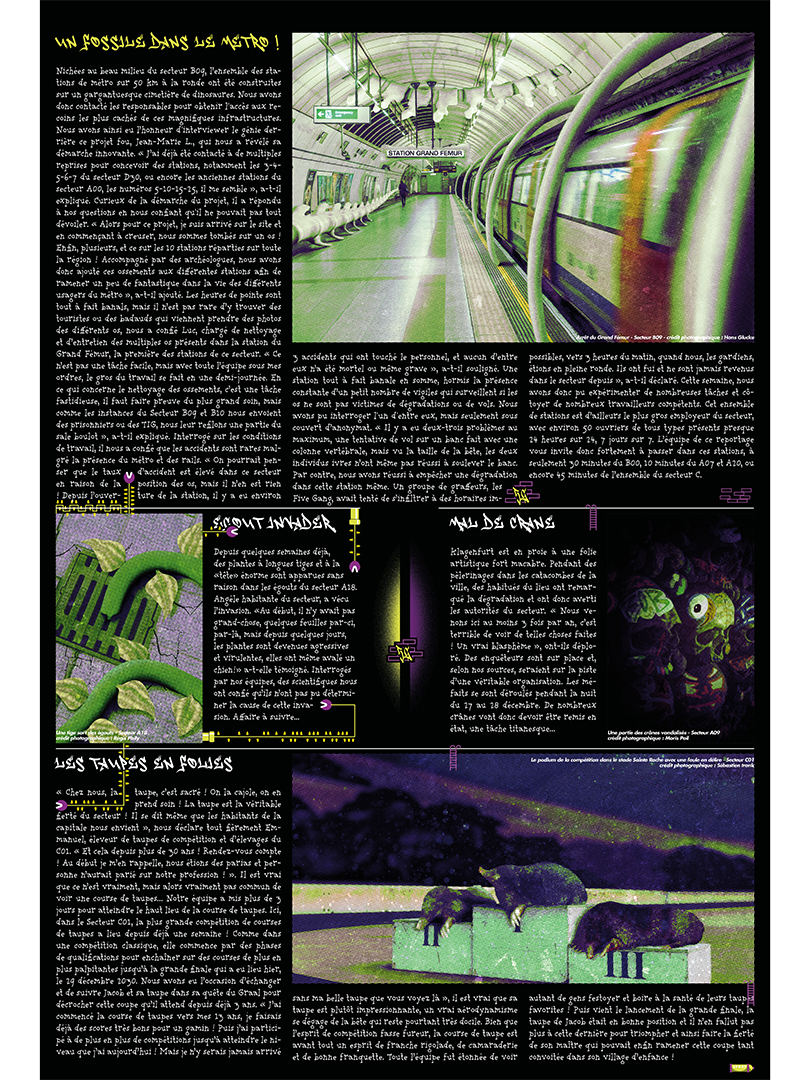 UN FOSSILE DANS LE METRO !
Nichées au beau milieu du secteur B09, l'ensemble des sta-
tions de métro sur 50 km à la ronde ont été construites
sur un gargantuesque cimetière de dinosaures. Nous avons
donc contacté les responsables pour obtenir l'accès aux re-
coins les plus cachés de ces magnifiques infrastructures.
Nous avons ainsi eu l'honneur d'interviewer le génie der-
rière ce projet fou, Jean-Marie L., qui nous a révélé sa
démarche innovante. « J'ai déjà été contacté à de multiples
reprises pour concevoir des stations, notamment les 3-4-
5-6-7 du secteur D30, ou encore les anciennes stations du
secteur A00, les numéros 5-10-15-25, il me semble », a-t-il
expliqué. Curieux de la démarche du projet, il a répondu
à nos questions en nous confiant qu'il ne pouvait pas tout
dévoiler. « Alors pour ce projet, je suis arrivé sur le site et
en commençant à creuser, nous sommes tombés sur un os !
Enfin, plusieurs, et ce sur les 10 stations réparties sur toute
la région ! Accompagné par des archéologues, nous avons
donc ajouté ces ossements aux différentes stations afin de
ramener un peu de fantastique dans la vie des différents
usagers du métro », a-t-il ajouté. Les heures de pointe sont
tout à fait banals, mais il n'est pas rare d'y trouver des
touristes ou des badauds qui viennent prendre des photos
des différents os, nous a confié Luc, chargé de nettoyage
et d'entretien des multiples os présents dans la station du
Grand Fémur, la première des stations de ce secteur. « Ce
n'est pas une tâche facile, mais avec toute l'équipe sous mes
ordres, le gros du travail se fait en une demi-journée. En
ce qui concerne le nettoyage des ossements, c'est une tâche
fastidieuse, il faut faire preuve du plus grand soin, mais
comme les instances du Secteur B09 et B10 nous envoient
des prisonniers ou des TIG, nous leur refilons une partie du
sale boulot », a-t-il expliqué. Interrogé sur les conditions
de travail, il nous a confié que les accidents sont rares mal-
gré la présence du métro et des rails. « On pourrait pen-
ser que le taux d'accident est élevé dans ce secteur
en raison de la position des os, mais il n'en est rien
! Depuis l'ouver- ture de la station, il y a eu environ
Emergency exit
STATION GRAND FEMUR
Arrêt du Grand Fémur - Secteur B09 - crédit photographique : Hans Glucke
3 accidents qui ont touché le personnel, et aucun d'entre
eux n'a été mortel ou même grave », a-t-il souligné. Une
station tout à fait banale en somme, hormis la présence
constante d'un petit nombre de vigiles qui surveillent si les
os ne sont pas victimes de dégradations ou de vols. Nous
avons pu interroger l'un d'entre eux, mais seulement sous
couvert d'anonymat. « Il y a eu deux-trois problèmes au
maximum, une tentative de vol sur un banc fait avec une
colonne vertébrale, mais vu la taille de la bête, les deux
individus ivres n'ont même pas réussi à soulever le banc.
Par contre, nous avons réussi à empêcher une dégradation
dans cette station même. Un groupe de graffeurs, les
Five Gang, avait tenté de s'infiltrer à des horaires im-
possibles, vers 3 heures du matin, quand nous, les gardiens,
étions en pleine ronde. Ils ont fui et ne sont jamais revenus
dans le secteur depuis », a-t-il déclaré. Cette semaine, nous
avons donc pu expérimenter de nombreuses tâches et cô-
toyer de nombreux travailleurs compétents. Cet ensemble
de stations est d'ailleurs le plus gros employeur du secteur,
avec environ 50 ouvriers de tous types présents presque
24 heures sur 24, 7 jours sur 7. L'équipe de ce reportage
vous invite donc fortement à passer dans ces stations, à
seulement 30 minutes du B00, 10 minutes du A07 et A10, ou
encore 45 minutes de l'ensemble du secteur C.
EGOUT INVADER
Depuis quelques semaines déjà,
des plantes à longues tiges et à la
«tête» énorme sont apparues sans
raison dans les égouts du secteur A18.
Angèle habitante du secteur, a vécu
l'invasion. «Au début, il n'y avait pas
grand-chose, quelques feuilles par-ci,
par-là, mais depuis quelques jours,
les plantes sont devenues agressives
et virulentes, elles ont même avalé un
chien!» a-t-elle témoigné. Interrogés
par nos équipes, des scientifiques nous
ont confié qu'ils n'ont pas pu détermi-
ner la cause de cette inva-
sion. Affaire à suivre...
Une tige sort des égouts - Secteur A18
crédit photographique : Régis Pluty
MAL DE CRANE
Klagenfurt est en proie à une folie
artistique fort macabre. Pendant des
pèlerinages dans les catacombes de la
ville, des habitués du lieu ont remar-
qué la dégradation et ont donc averti
les autorités du secteur. « Nous ve-
nons ici au moins 3 fois par an, c'est
terrible de voir de telles choses faites
! Un vrai blasphème », ont-ils déplo-
ré. Des enquêteurs sont sur place et,
selon nos sources, seraient sur la piste
d'une véritable organisation. Les mé-
faits se sont déroulés pendant la nuit
du 17 au 18 décembre. De nombreux
crânes vont donc devoir être remis en
état, une tâche titanesque...
Une partie des crânes vandalisés - Secteur A09
crédit photographique : Moris Poil
LES TAUPES EN FOLIES
« Chez nous, la taupe, c'est sacré ! On la cajole, on en
prend soin ! La taupe est la véritable
fierté du secteur ! Il se dit même que les habitants de la
capitale nous envient », nous déclare tout fièrement Em-
manuel, éleveur de taupes de compétition et d'élevages du
C01. « Et cela depuis plus de 30 ans ! Rendez-vous compte
! Au début je m'en rappelle, nous étions des parias et per-
sonne n'aurait parié sur notre profession ! ». Il est vrai
que ce n'est vraiment, mais alors vraiment pas commun de
voir une course de taupes... Notre équipe a mis plus de 3
jours pour atteindre le haut lieu de la course de taupes. Ici,
dans le Secteur C01, la plus grande compétition de courses
de taupes a lieu depuis déjà une semaine ! Comme dans
une compétition classique, elle commence par des phases
de qualifications pour enchaîner sur des courses de plus en
plus palpitantes jusqu'à la grande finale qui a eu lieu hier,
le 19 décembre 2030. Nous avons eu l'occasion d'échanger
et de suivre Jacob et sa taupe dans sa quête du Graal pour
décrocher cette coupe qu'il attend depuis déjà 3 ans. « J'ai
commencé la course de taupes vers mes 13 ans, je faisais
déjà des scores très bons pour un gamin ! Puis j'ai partici-
pé à de plus en plus de compétitions jusqu'à atteindre le ni-
veau que j'ai aujourd'hui ! Mais je n'y serais jamais arrivé
Le podium de la compétition dans le stade Sainte Roche avec une foule en délire - Secteur C01
crédit photographique : Sébastien Irank
II
I
III
sans ma belle taupe que vous voyez là », il est vrai que sa
taupe est plutôt impressionnante, un vrai aérodynamisme
se dégage de la bête qui reste pourtant très docile. Bien que
l'esprit de compétition fasse fureur, la course de taupe est
avant tout un esprit de franche rigolade, de camaraderie
et de bonne franquette. Toute l'équipe fut étonnée de voir
autant de gens festoyer et boire à la santé de leurs taupes
favorites ! Puis vient le lancement de la grande finale, la
taupe de Jacob était en bonne position et il n'en fallut pas
plus à cette dernière pour triompher et ainsi faire la fierté
de son maître qui pouvait enfin ramener cette coupe tant
convoitée dans son village d'enfance !